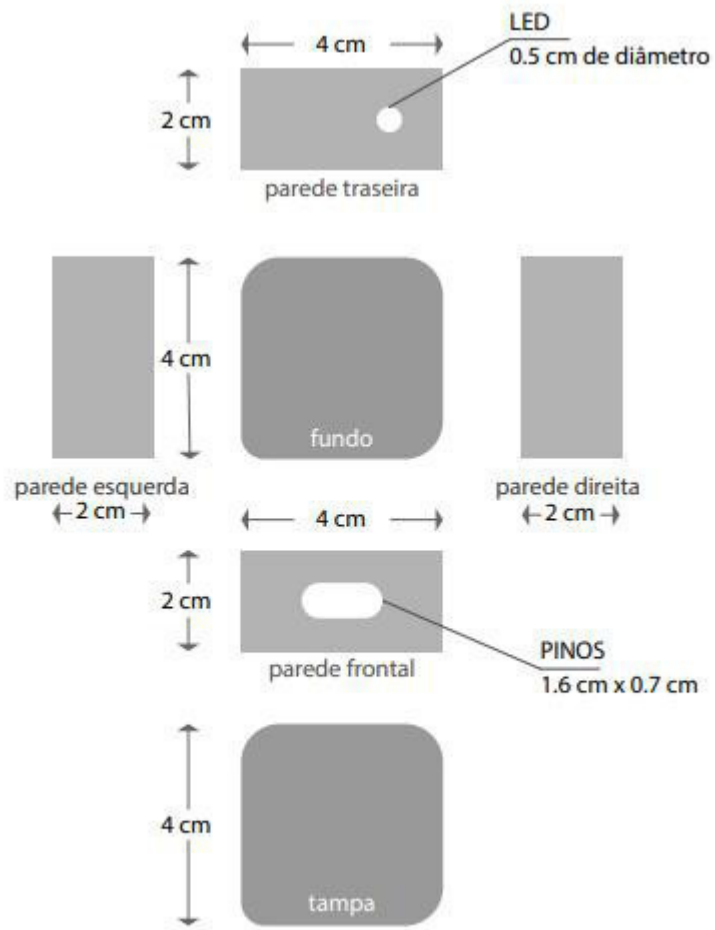 LED
0.5 cm de diâmetro
4 cm
2 cm
parede traseira
4 cm
fundo
parede esquerda
2 cm
parede direita
2 cm
4 cm
2 cm
parede frontal
PINOS
1.6 cm x 0.7 cm
4 cm
tampa